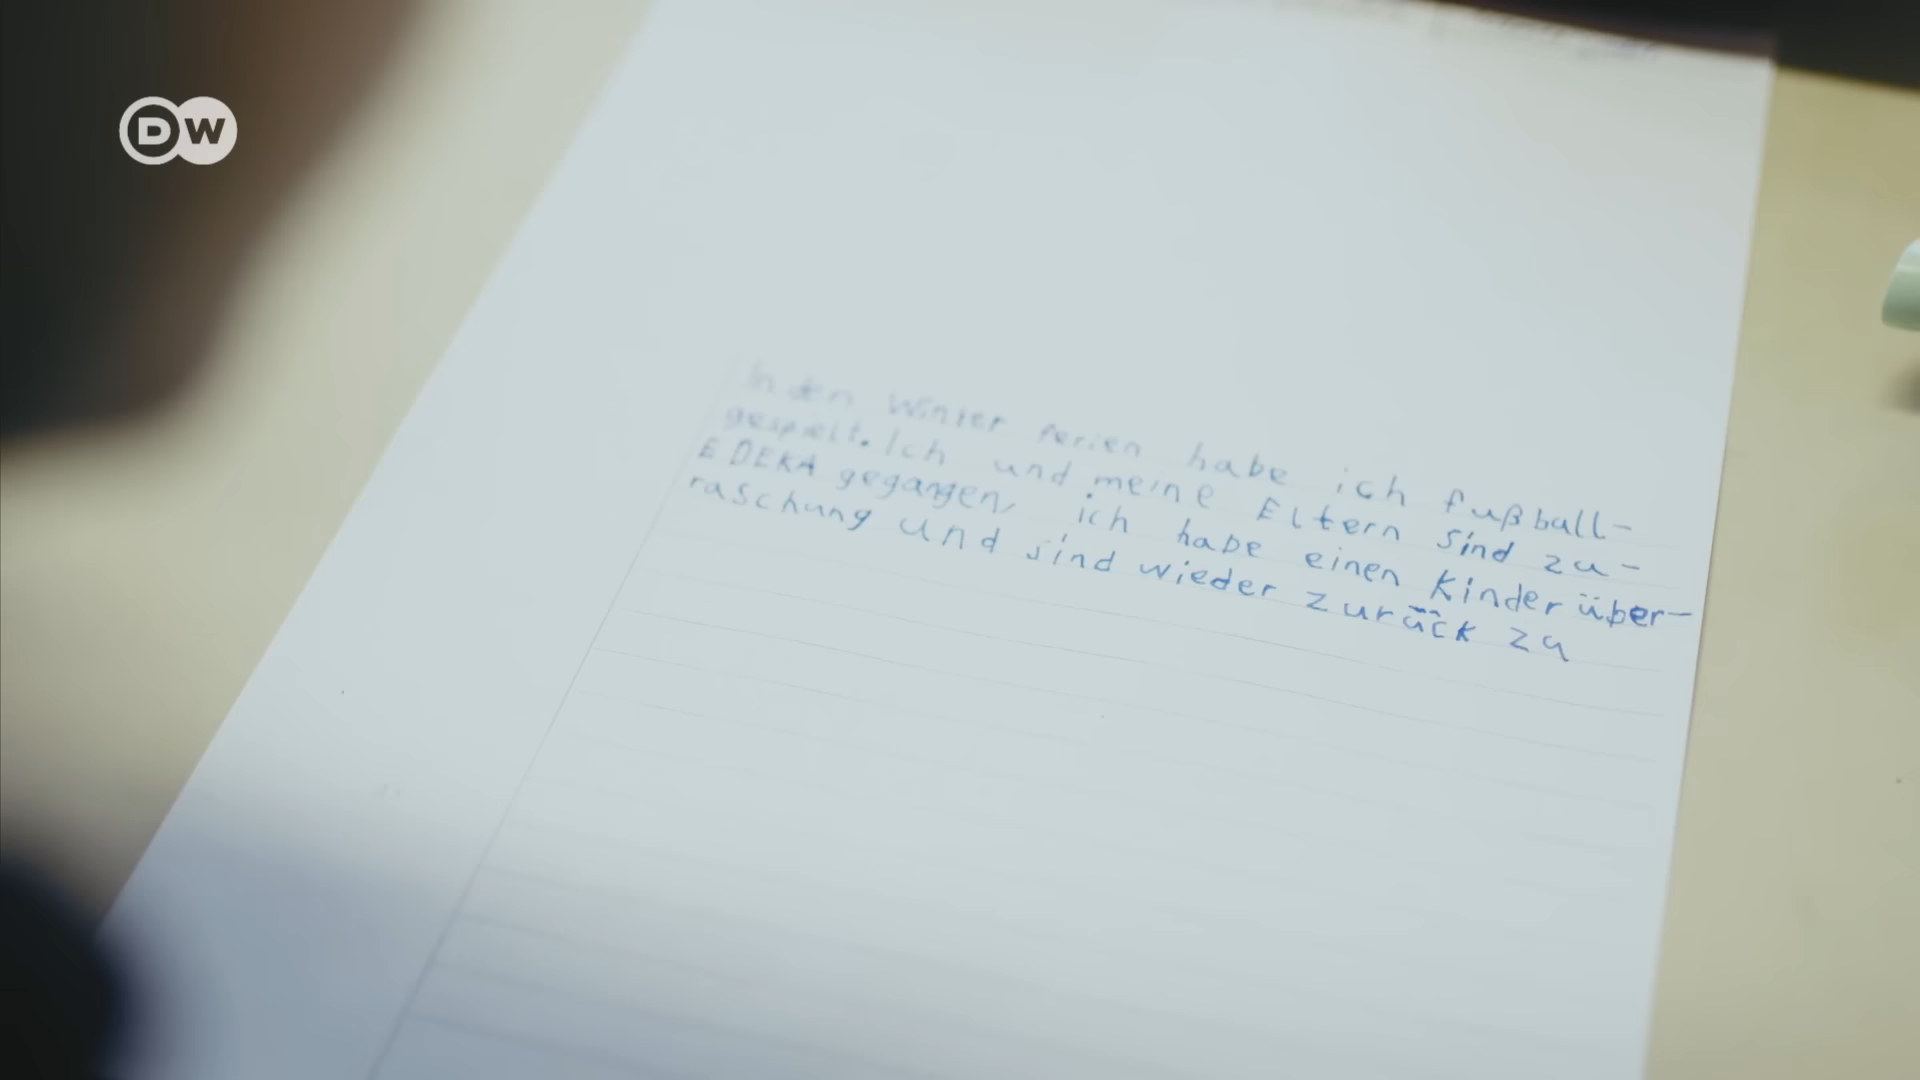 DW
In den Winter ferien habe ich fußball-
gespielt. Ich und meine Eltern sind zu-
EDEKA gegangen, ich habe einen Kinder über-
raschung und sind wieder zurück zu